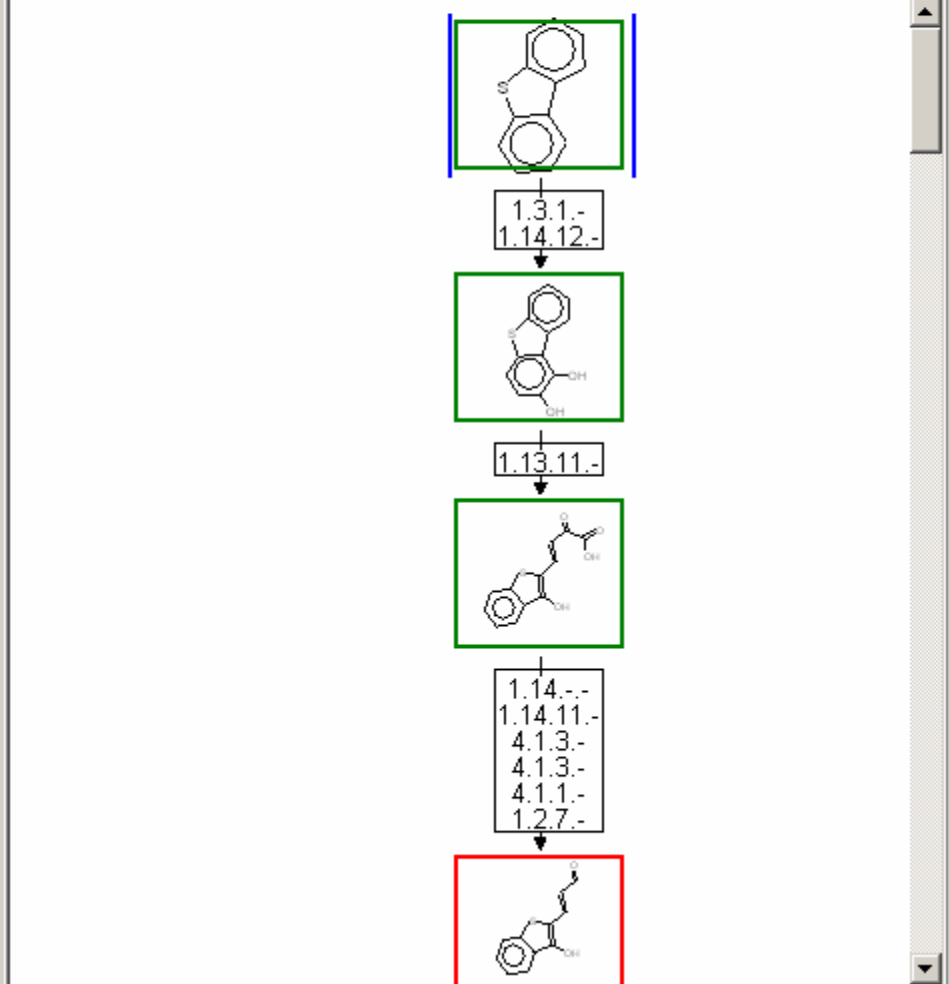 S
1.3.1.-
1.14.12.-
S
OH
OH
1.13.11.-
O
O
OH
S
OH
1.14.-.-
1.14.11.-
4.1.3.-
4.1.3.-
4.1.1.-
1.2.7.-
O
S
OH